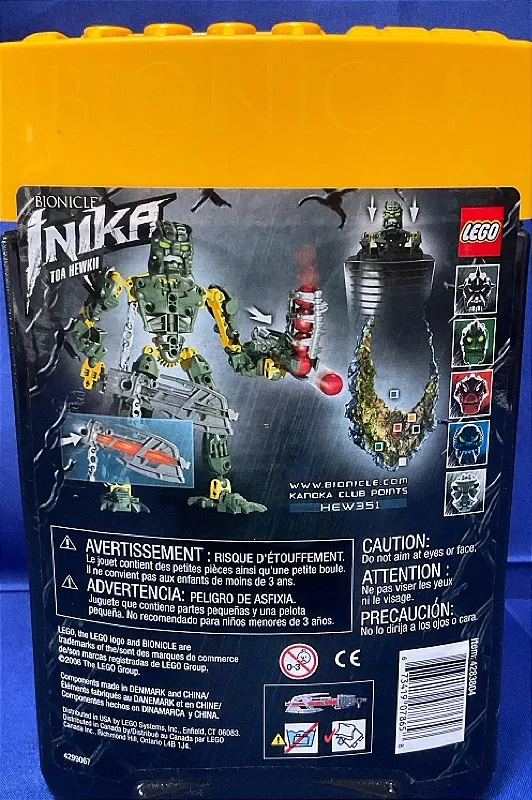 BIONICLE
BIONICLE
INIKA
TOA HEWKII
LEGO
WWW.BIONICLE.COM
KANOKA CLUB POINTS
HEW351
AVERTISSEMENT : RISQUE D'ÉTOUFFEMENT.
Le jouet contient des petites pièces ainsi qu'une petite boule.
Il ne convient pas aux enfants de moins de 3 ans.
ADVERTENCIA: PELIGRO DE ASFIXIA.
Juguete que contiene partes pequeñas y una pelota
pequeña. No recomendado para niños menores de 3 años.
CAUTION:
Do not aim at eyes or face.
ATTENTION :
Ne pas viser les yeux
ni le visage.
PRECAUCIÓN:
No lo dirija a los ojos o cara.
LEGO, the LEGO logo and BIONICLE are
trademarks of the/sont des marques de commerce
de/son marcas registradas de LEGO Group.
©2006 The LEGO Group.
Components made in DENMARK and CHINA/
Éléments fabriqués au DANEMARK et en CHINE/
Componentes hechos en DINAMARCA y CHINA.
Distributed in USA by LEGO Systems, Inc., Enfield, CT 06083.
Distributed in Canada by/Distribué au Canada par LEGO
Canada Inc., Richmond Hill, Ontario L4B 1J4.
4299067
0-3
CE